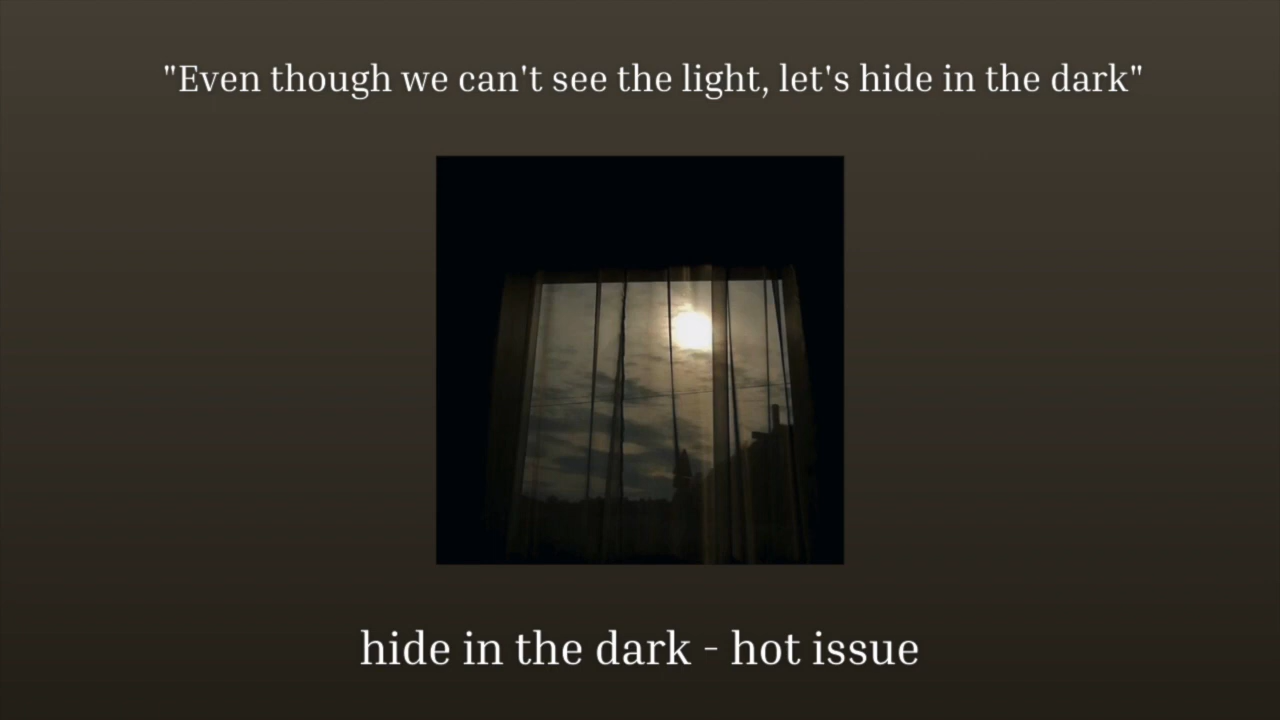 "Even though we can't see the light, let's hide in the dark"
hide in the dark - hot issue